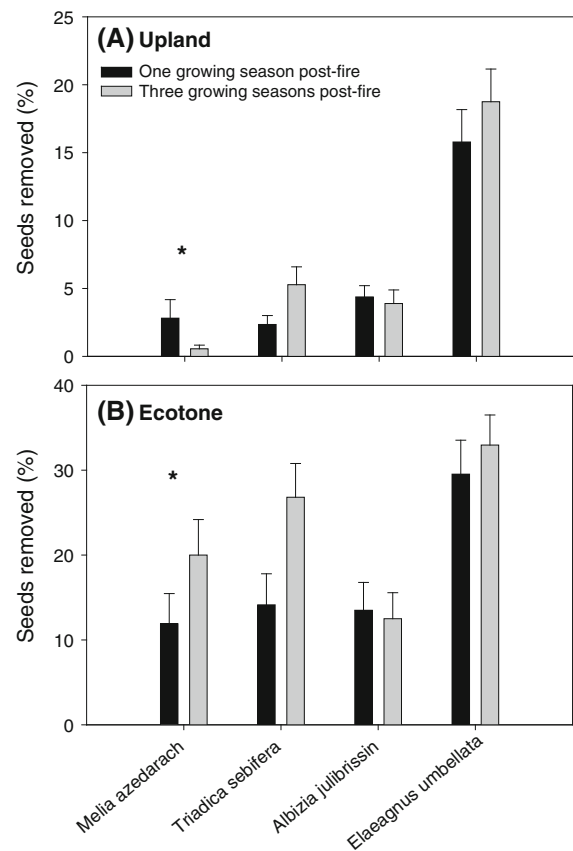 (A) Upland
One growing season post-fire
Three growing seasons post-fire
Seeds removed (%)
25
20
15
10
5
0
*
(B) Ecotone
Seeds removed (%)
40
30
20
10
0
*
Melia azedarach
Triadica sebifera
Albizia julibrissin
Elaeagnus umbellata